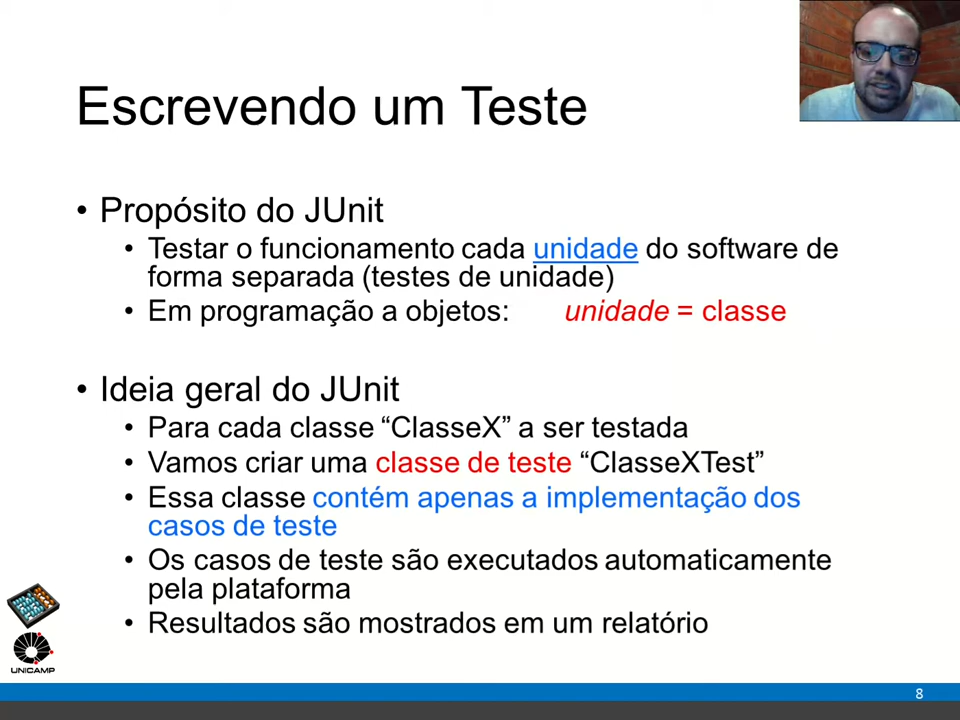 Escrevendo um Teste
• Propósito do JUnit
• Testar o funcionamento cada unidade do software de
forma separada (testes de unidade)
• Em programação a objetos: unidade = classe
• Ideia geral do JUnit
• Para cada classe “ClasseX” a ser testada
• Vamos criar uma classe de teste “ClasseXTest”
• Essa classe contém apenas a implementação dos
casos de teste
• Os casos de teste são executados automaticamente
pela plataforma
• Resultados são mostrados em um relatório
UNICAMP
8